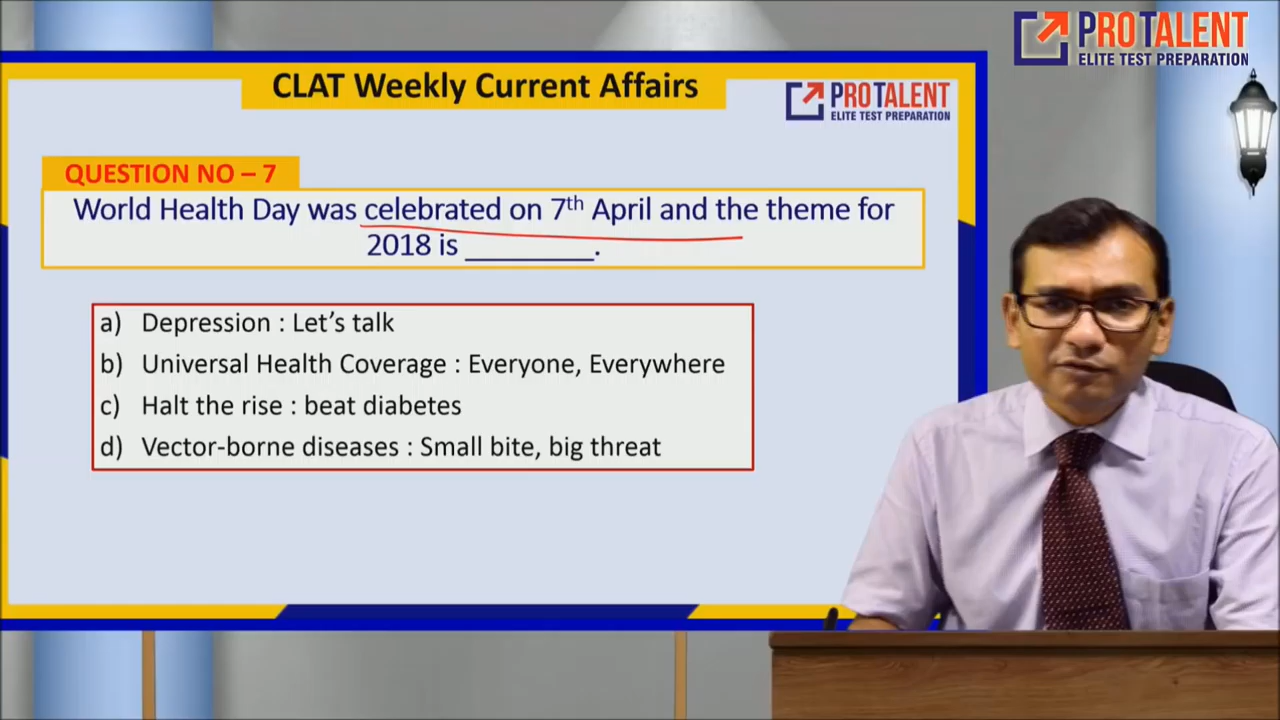 PROTALENT
ELITE TEST PREPARATION
CLAT Weekly Current Affairs
PROTALENT
ELITE TEST PREPARATION
QUESTION NO – 7
World Health Day was celebrated on 7th April and the theme for
2018 is ________.
a) Depression : Let's talk
b) Universal Health Coverage : Everyone, Everywhere
c) Halt the rise : beat diabetes
d) Vector-borne diseases : Small bite, big threat